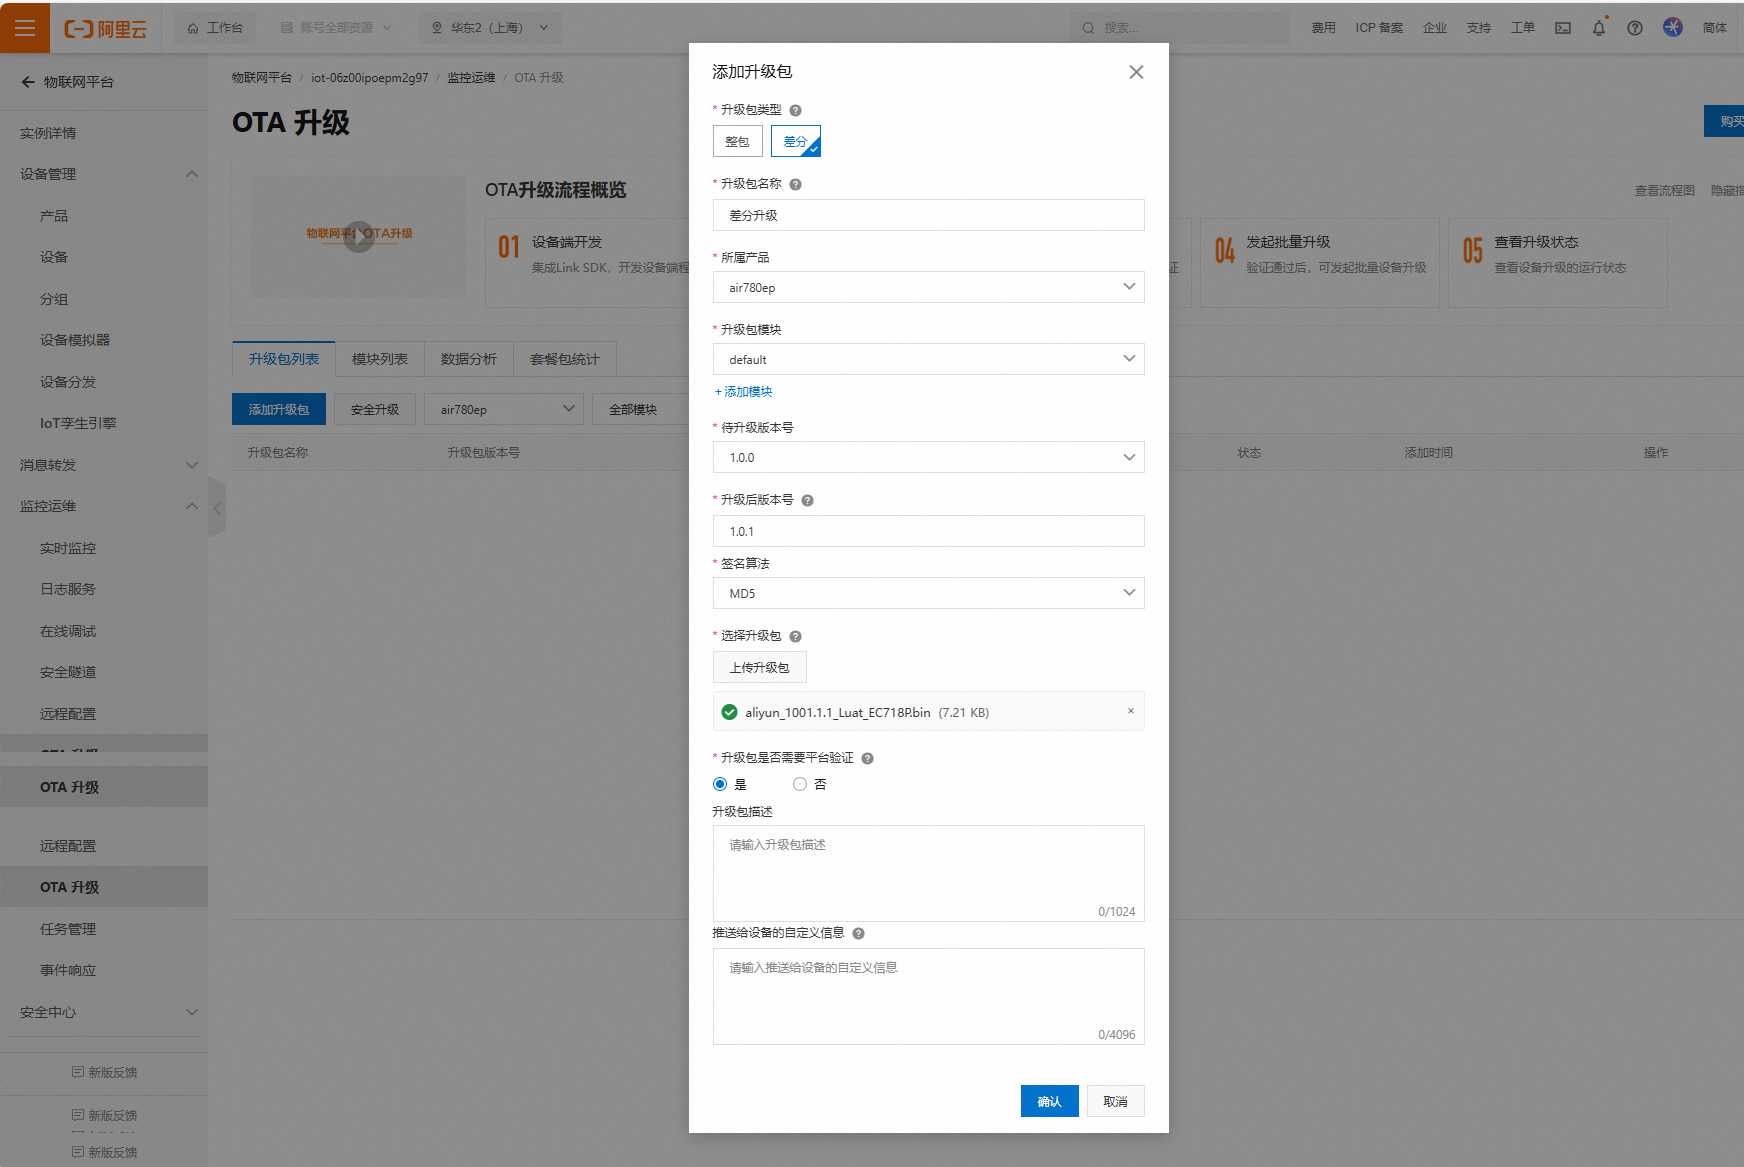 阿里云
工作台
账号全部资源
华东2（上海）
搜索...
费用
ICP 备案
企业
支持
工单
简体
物联网平台
实例详情
设备管理
产品
设备
分组
设备模拟器
设备分发
IoT孪生引擎
消息转发
监控运维
实时监控
日志服务
在线调试
安全隧道
远程配置
OTA 升级
远程配置
OTA 升级
任务管理
事件响应
安全中心
新版反馈
新版反馈
新版反馈
物联网平台 / iot-06z00ipoepm2g97 / 监控运维 / OTA 升级
OTA 升级
购买
物联网平台OTA升级
OTA升级流程概览
查看流程图
隐藏指
01 设备端开发
集成Link SDK，开发设备端程
证
04 发起批量升级
验证通过后，可发起批量设备升级
05 查看升级状态
查看设备升级的运行状态
升级包列表
模块列表
数据分析
套餐包统计
添加升级包
安全升级
air780ep
全部模块
升级包名称
升级包版本号
状态
添加时间
操作
添加升级包
* 升级包类型
整包
差分
* 升级包名称
差分升级
* 所属产品
air780ep
* 升级包模块
default
+ 添加模块
* 待升级版本号
1.0.0
* 升级后版本号
1.0.1
* 签名算法
MD5
* 选择升级包
上传升级包
aliyun_1001.1.1_Luat_EC718P.bin (7.21 KB)
* 升级包是否需要平台验证
是
否
升级包描述
请输入升级包描述
0/1024
推送给设备的自定义信息
请输入推送给设备的自定义信息
0/4096
确认
取消